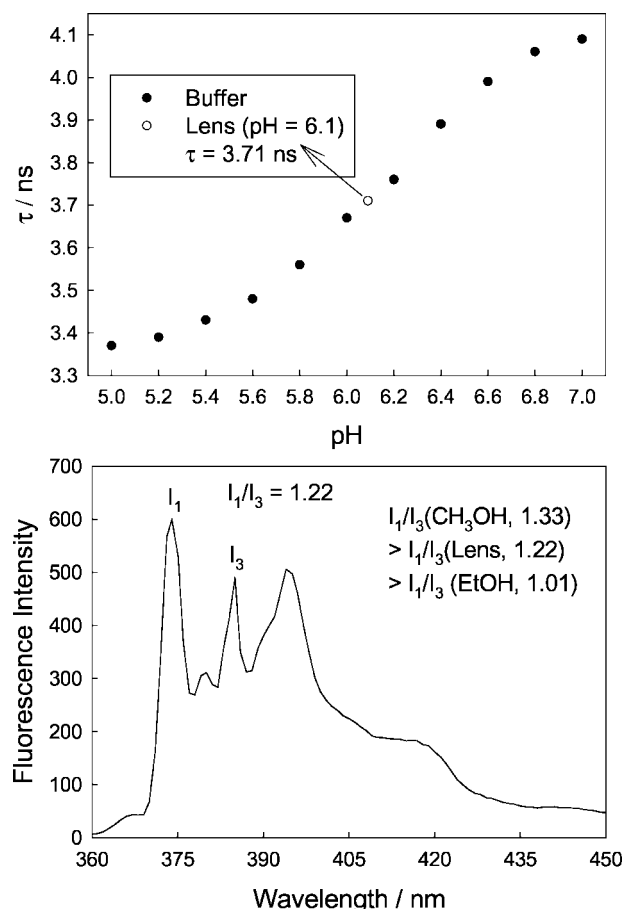 4.1
4.0
3.9
3.8
3.7
3.6
3.5
3.4
3.3
τ / ns
Buffer
Lens (pH = 6.1)
τ = 3.71 ns
5.0 5.2 5.4 5.6 5.8 6.0 6.2 6.4 6.6 6.8 7.0
pH
700
600
500
400
300
200
100
0
Fluorescence Intensity
I₁
I₁/I₃ = 1.22
I₃
I₁/I₃(CH₃OH, 1.33)
> I₁/I₃(Lens, 1.22)
> I₁/I₃ (EtOH, 1.01)
360 375 390 405 420 435 450
Wavelength / nm